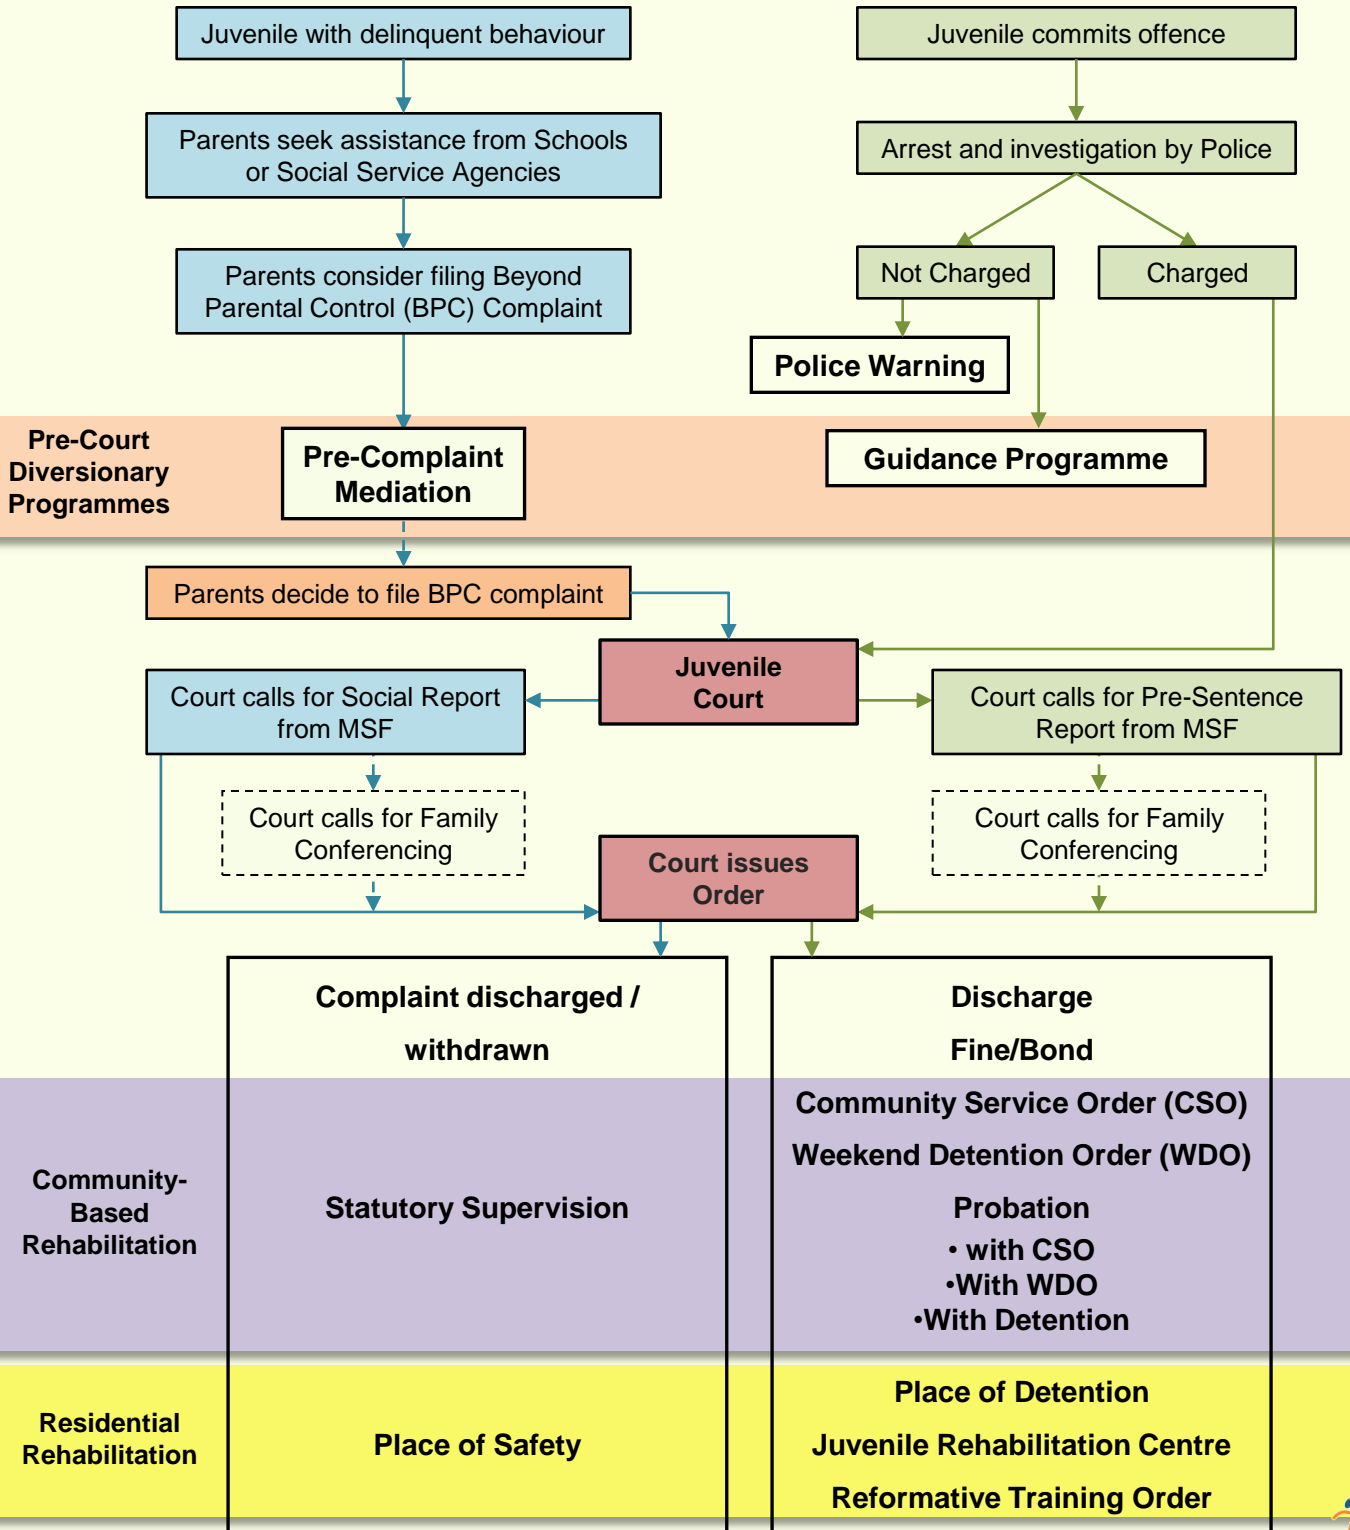 Juvenile with delinquent behaviour
Juvenile commits offence
Parents seek assistance from Schools
or Social Service Agencies
Arrest and investigation by Police
Parents consider filing Beyond
Parental Control (BPC) Complaint
Not Charged
Charged
Police Warning
Pre-Court
Diversionary
Programmes
Pre-Complaint
Mediation
Guidance Programme
Parents decide to file BPC complaint
Juvenile
Court
Court calls for Social Report
from MSF
Court calls for Pre-Sentence
Report from MSF
Court calls for Family
Conferencing
Court calls for Family
Conferencing
Court issues
Order
Complaint discharged /
withdrawn
Discharge
Fine/Bond
Community-
Based
Rehabilitation
Statutory Supervision
Community Service Order (CSO)
Weekend Detention Order (WDO)
Probation
• with CSO
•With WDO
•With Detention
Residential
Rehabilitation
Place of Safety
Place of Detention
Juvenile Rehabilitation Centre
Reformative Training Order